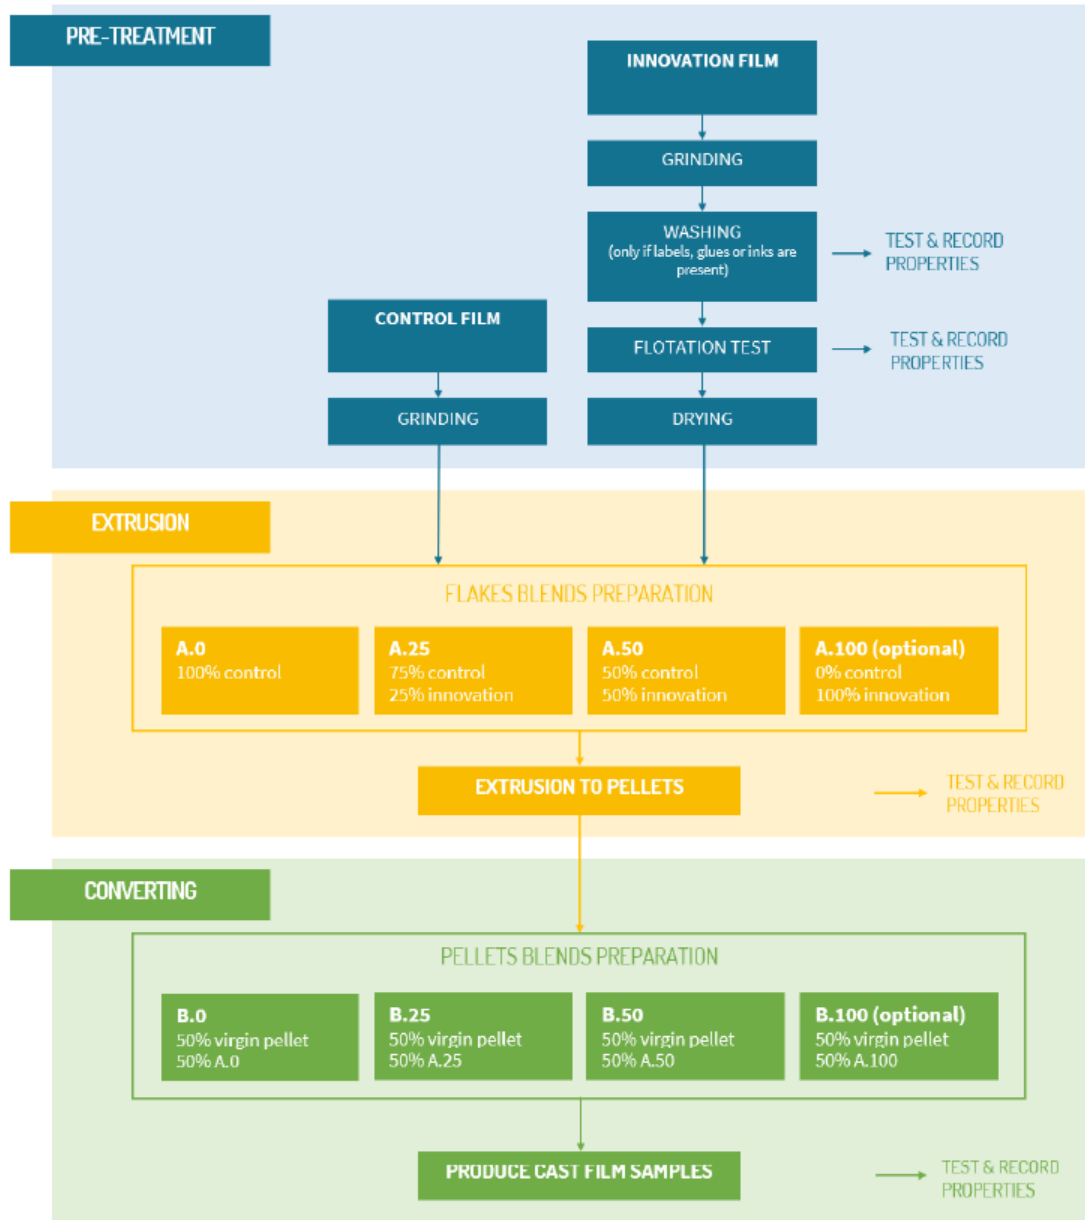 PRE-TREATMENT
INNOVATION FILM
GRINDING
WASHING
(only if labels, glues or inks are
present)
TEST & RECORD
PROPERTIES
CONTROL FILM
FLOTATION TEST
TEST & RECORD
PROPERTIES
GRINDING
DRYING
EXTRUSION
FLAKES BLENDS PREPARATION
A.0
100% control
A.25
75% control
25% innovation
A.50
50% control
50% innovation
A.100 (optional)
0% control
100% innovation
EXTRUSION TO PELLETS
TEST & RECORD
PROPERTIES
CONVERTING
PELLETS BLENDS PREPARATION
B.0
50% virgin pellet
50% A.0
B.25
50% virgin pellet
50% A.25
B.50
50% virgin pellet
50% A.50
B.100 (optional)
50% virgin pellet
50% A.100
PRODUCE CAST FILM SAMPLES
TEST & RECORD
PROPERTIES